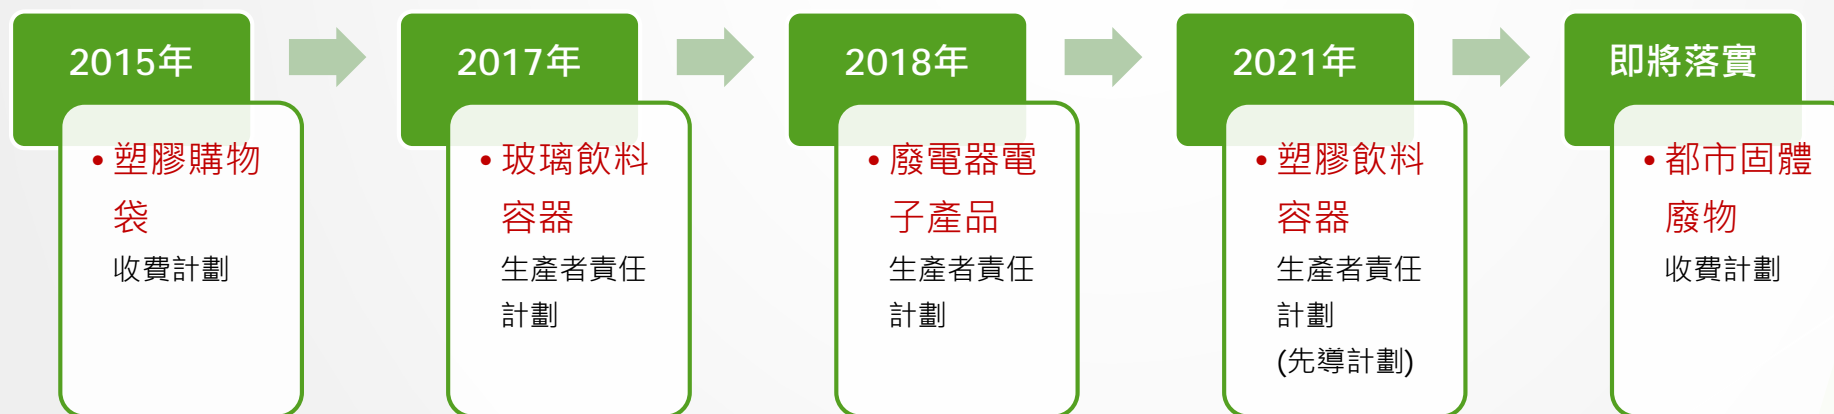 2015年
• 塑膠購物
袋
收費計劃
2017年
• 玻璃飲料
容器
生產者責任
計劃
2018年
• 廢電器電
子產品
生產者責任
計劃
2021年
• 塑膠飲料
容器
生產者責任
計劃
(先導計劃)
即將落實
• 都市固體
廢物
收費計劃